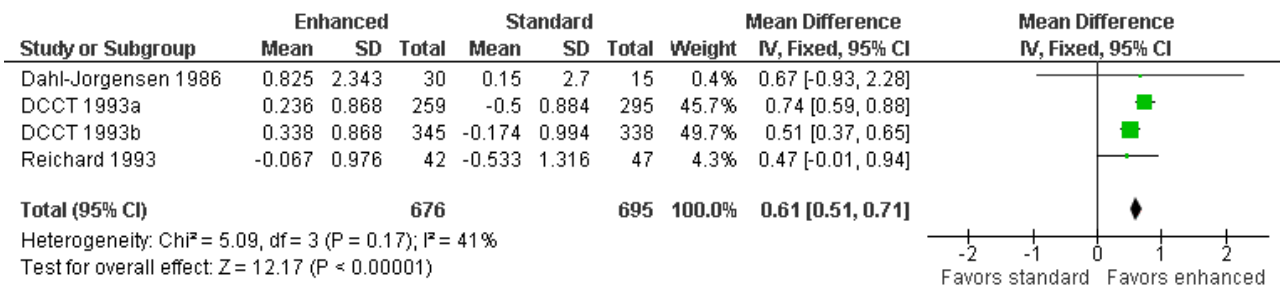 Enhanced Standard Mean Difference Mean Difference
Study or Subgroup Mean SD Total Mean SD Total Weight IV, Fixed, 95% CI IV, Fixed, 95% CI
Dahl-Jorgensen 1986 0.825 2.343 30 0.15 2.7 15 0.4% 0.67 [-0.93, 2.28]
DCCT 1993a 0.236 0.868 259 -0.5 0.884 295 45.7% 0.74 [0.59, 0.88]
DCCT 1993b 0.338 0.868 345 -0.174 0.994 338 49.7% 0.51 [0.37, 0.65]
Reichard 1993 -0.067 0.976 42 -0.533 1.316 47 4.3% 0.47 [-0.01, 0.94]
Total (95% CI) 676 695 100.0% 0.61 [0.51, 0.71]
Heterogeneity: Chi² = 5.09, df = 3 (P = 0.17); I² = 41%
Test for overall effect: Z = 12.17 (P < 0.00001)
-2 -1 0 1 2
Favors standard Favors enhanced